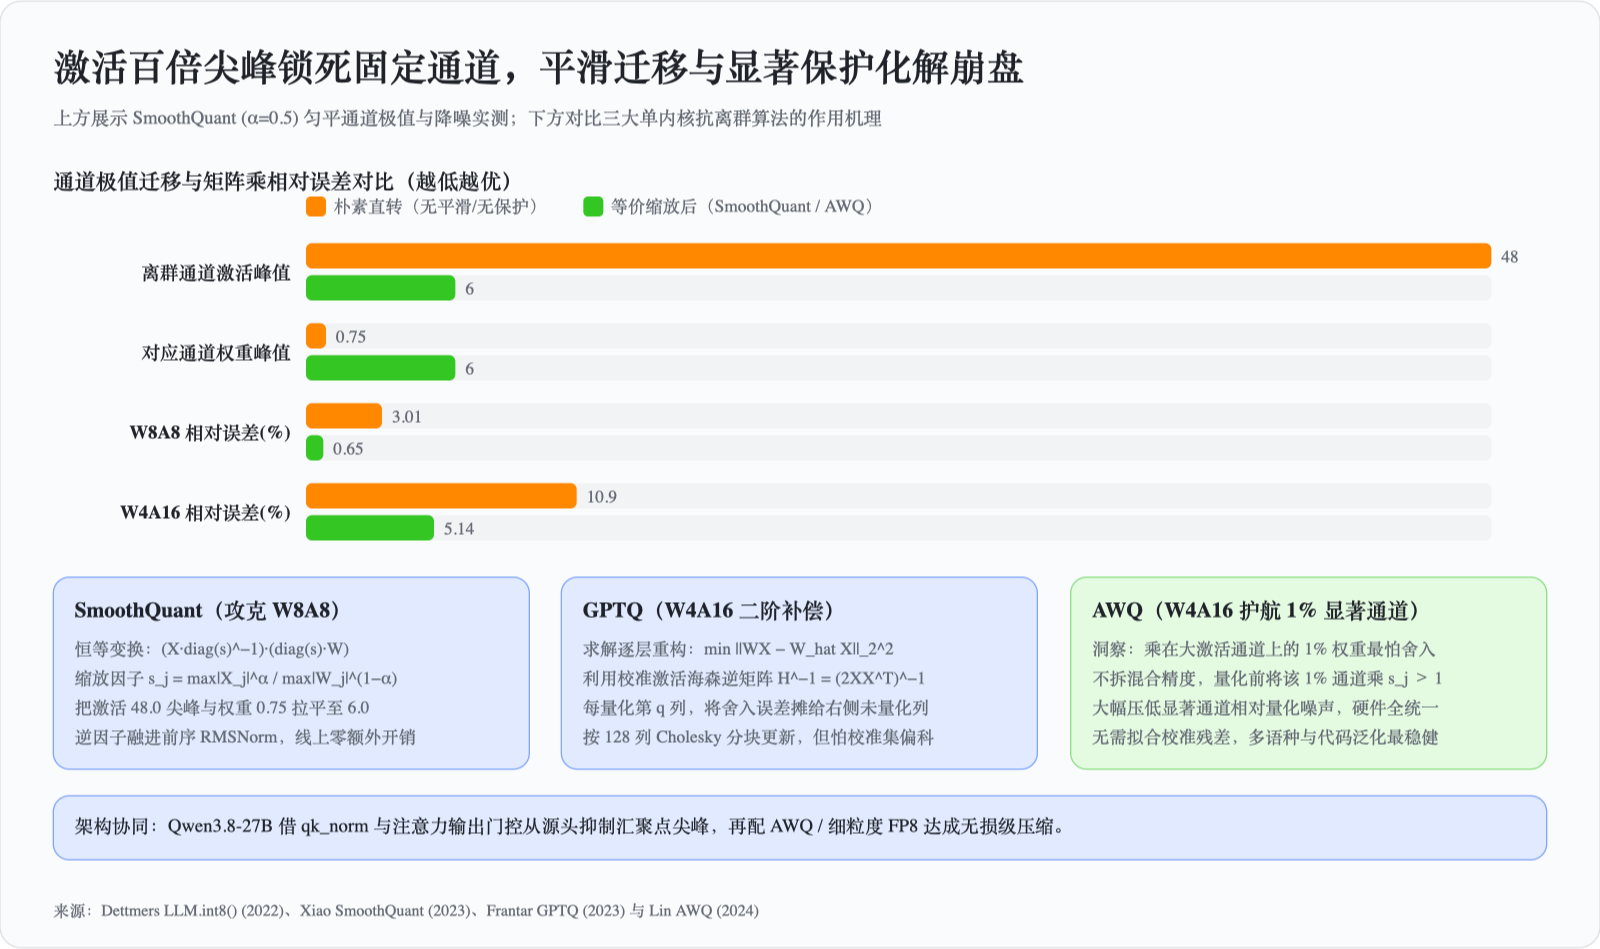 激活百倍尖峰锁死固定通道，平滑迁移与显著保护化解崩盘
上方展示 SmoothQuant (α=0.5) 匀平通道极值与降噪实测；下方对比三大单内核抗离群算法的作用机理
通道极值迁移与矩阵乘相对误差对比（越低越优）
朴素直转（无平滑/无保护）
等价缩放后（SmoothQuant / AWQ）
离群通道激活峰值
48
6
对应通道权重峰值
0.75
6
W8A8 相对误差(%)
3.01
0.65
W4A16 相对误差(%)
10.9
5.14
SmoothQuant（攻克 W8A8）
恒等变换：(X·diag(s)^−1)·(diag(s)·W)
缩放因子 s_j = max|X_j|^α / max|W_j|^(1−α)
把激活 48.0 尖峰与权重 0.75 拉平至 6.0
逆因子融进前序 RMSNorm，线上零额外开销
GPTQ（W4A16 二阶补偿）
求解逐层重构：min ||WX − W_hat X||_2^2
利用校准激活海森逆矩阵 H^−1 = (2XX^T)^−1
每量化第 q 列，将舍入误差摊给右侧未量化列
按 128 列 Cholesky 分块更新，但怕校准集偏科
AWQ（W4A16 护航 1% 显著通道）
洞察：乘在大激活通道上的 1% 权重最怕舍入
不拆混合精度，量化前将该 1% 通道乘 s_j > 1
大幅压低显著通道相对量化噪声，硬件全统一
无需拟合校准残差，多语种与代码泛化最稳健
架构协同：Qwen3.8-27B 借 qk_norm 与注意力输出门控从源头抑制汇聚点尖峰，再配 AWQ / 细粒度 FP8 达成无损级压缩。
来源：Dettmers LLM.int8() (2022)、Xiao SmoothQuant (2023)、Frantar GPTQ (2023) 与 Lin AWQ (2024)